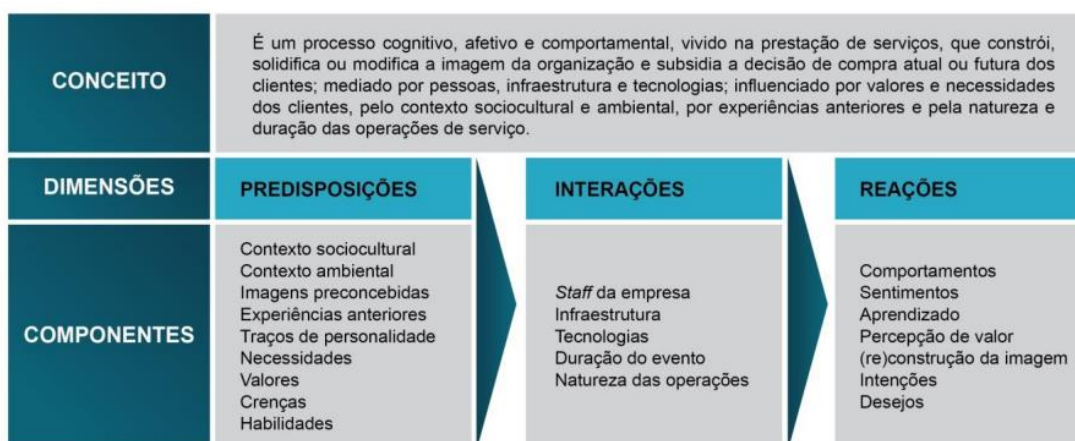 CONCEITO
É um processo cognitivo, afetivo e comportamental, vivido na prestação de serviços, que constrói,
solidifica ou modifica a imagem da organização e subsidia a decisão de compra atual ou futura dos
clientes; mediado por pessoas, infraestrutura e tecnologias; influenciado por valores e necessidades
dos clientes, pelo contexto sociocultural e ambiental, por experiências anteriores e pela natureza e
duração das operações de serviço.
DIMENSÕES
PREDISPOSIÇÕES
INTERAÇÕES
REAÇÕES
COMPONENTES
Contexto sociocultural
Contexto ambiental
Imagens preconcebidas
Experiências anteriores
Traços de personalidade
Necessidades
Valores
Crenças
Habilidades
Staff da empresa
Infraestrutura
Tecnologias
Duração do evento
Natureza das operações
Comportamentos
Sentimentos
Aprendizado
Percepção de valor
(re)construção da imagem
Intenções
Desejos